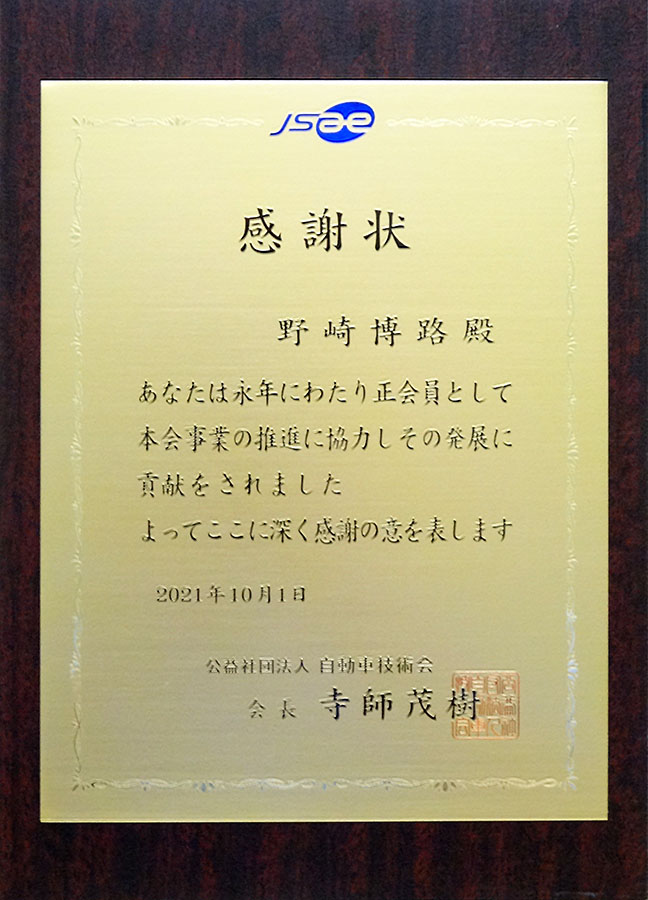 JSAE
感謝状
野崎博路殿
あなたは永年にわたり正会員として
本会事業の推進に協力しその発展に
貢献をされました
よってここに深く感謝の意を表します
2021年10月1日
公益社団法人 自動車技術会
会長 寺師茂樹